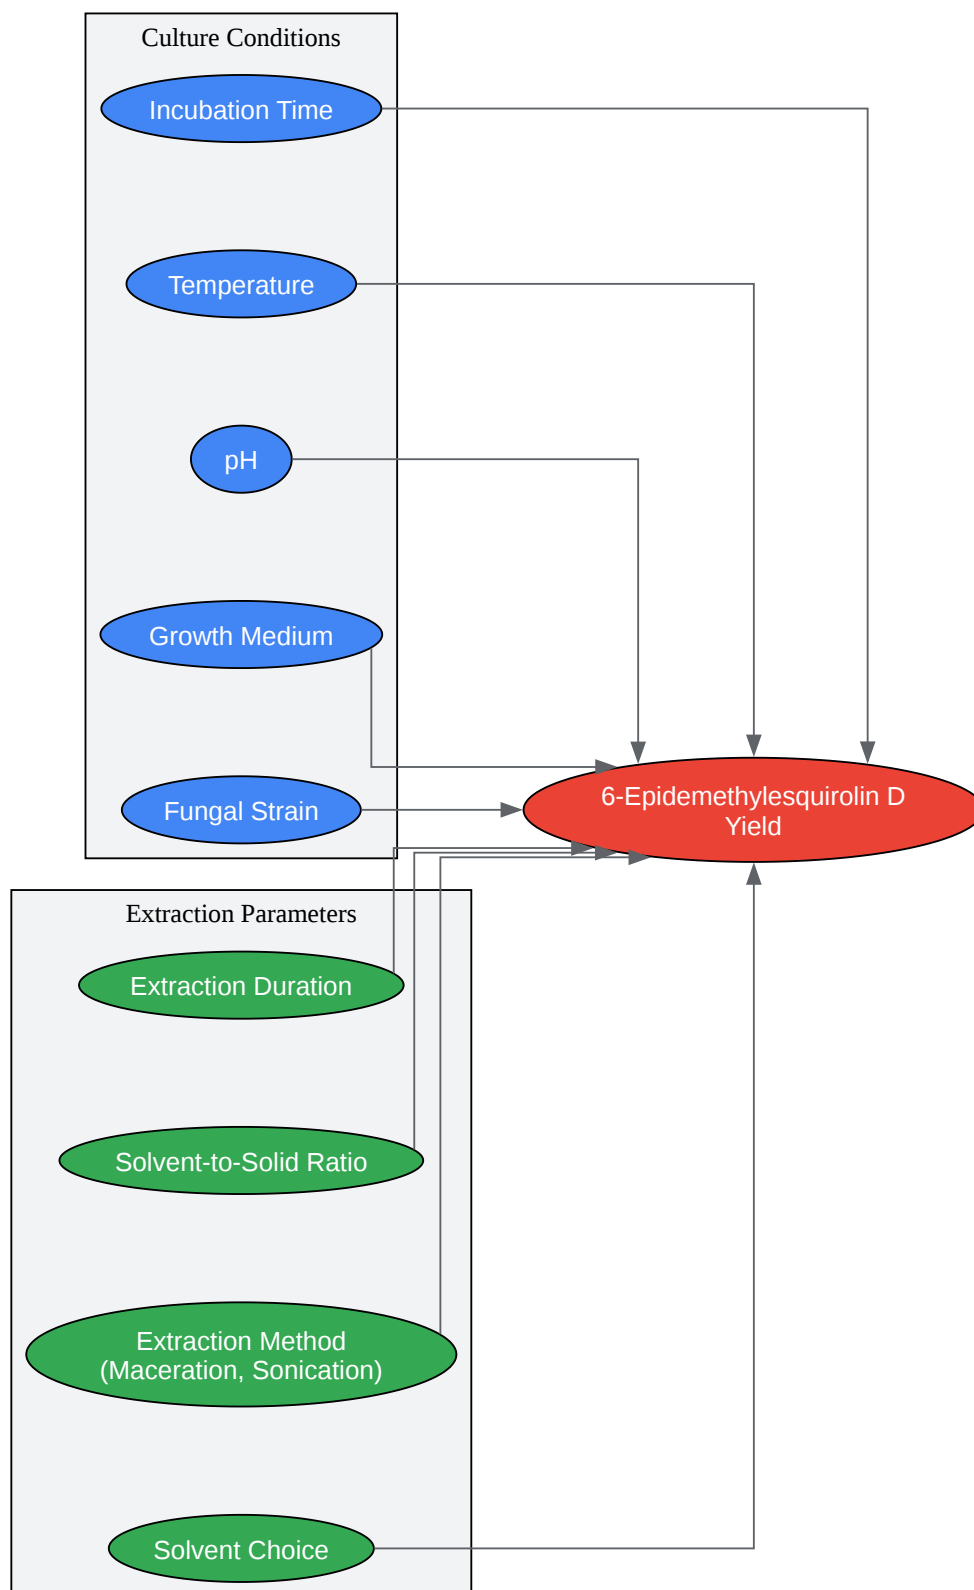 Culture Conditions
Incubation Time
Temperature
pH
Growth Medium
Fungal Strain
6-Epidemethylesquirolin D
Yield
Extraction Parameters
Extraction Duration
Solvent-to-Solid Ratio
Extraction Method
(Maceration, Sonication)
Solvent Choice